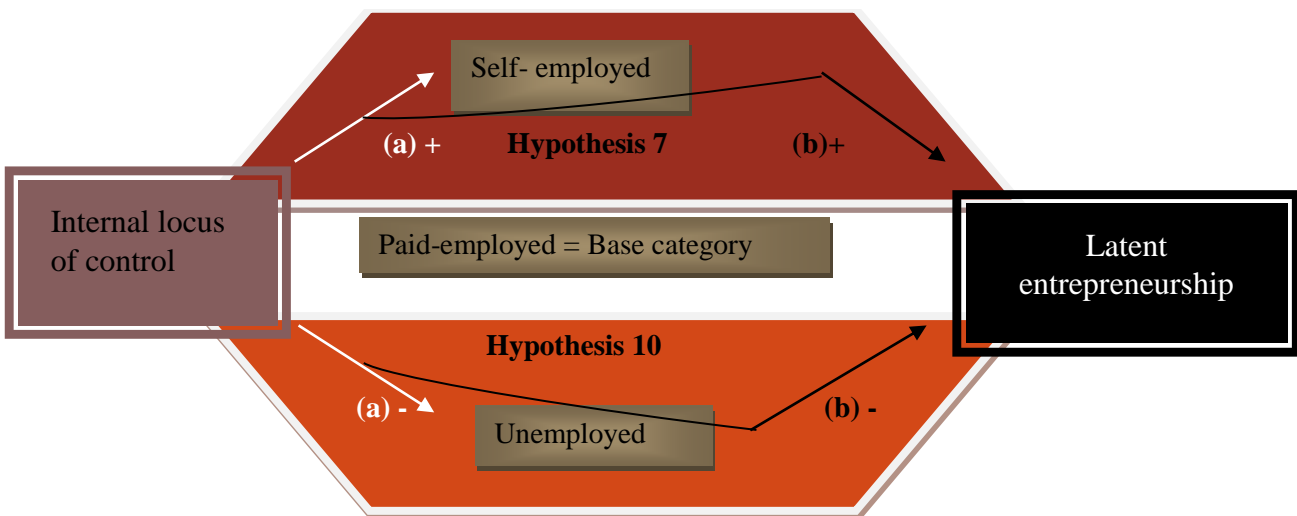 Self- employed
(a) + Hypothesis 7 (b)+
Internal locus
of control
Paid-employed = Base category
Latent
entrepreneurship
Hypothesis 10
(a) - (b) -
Unemployed